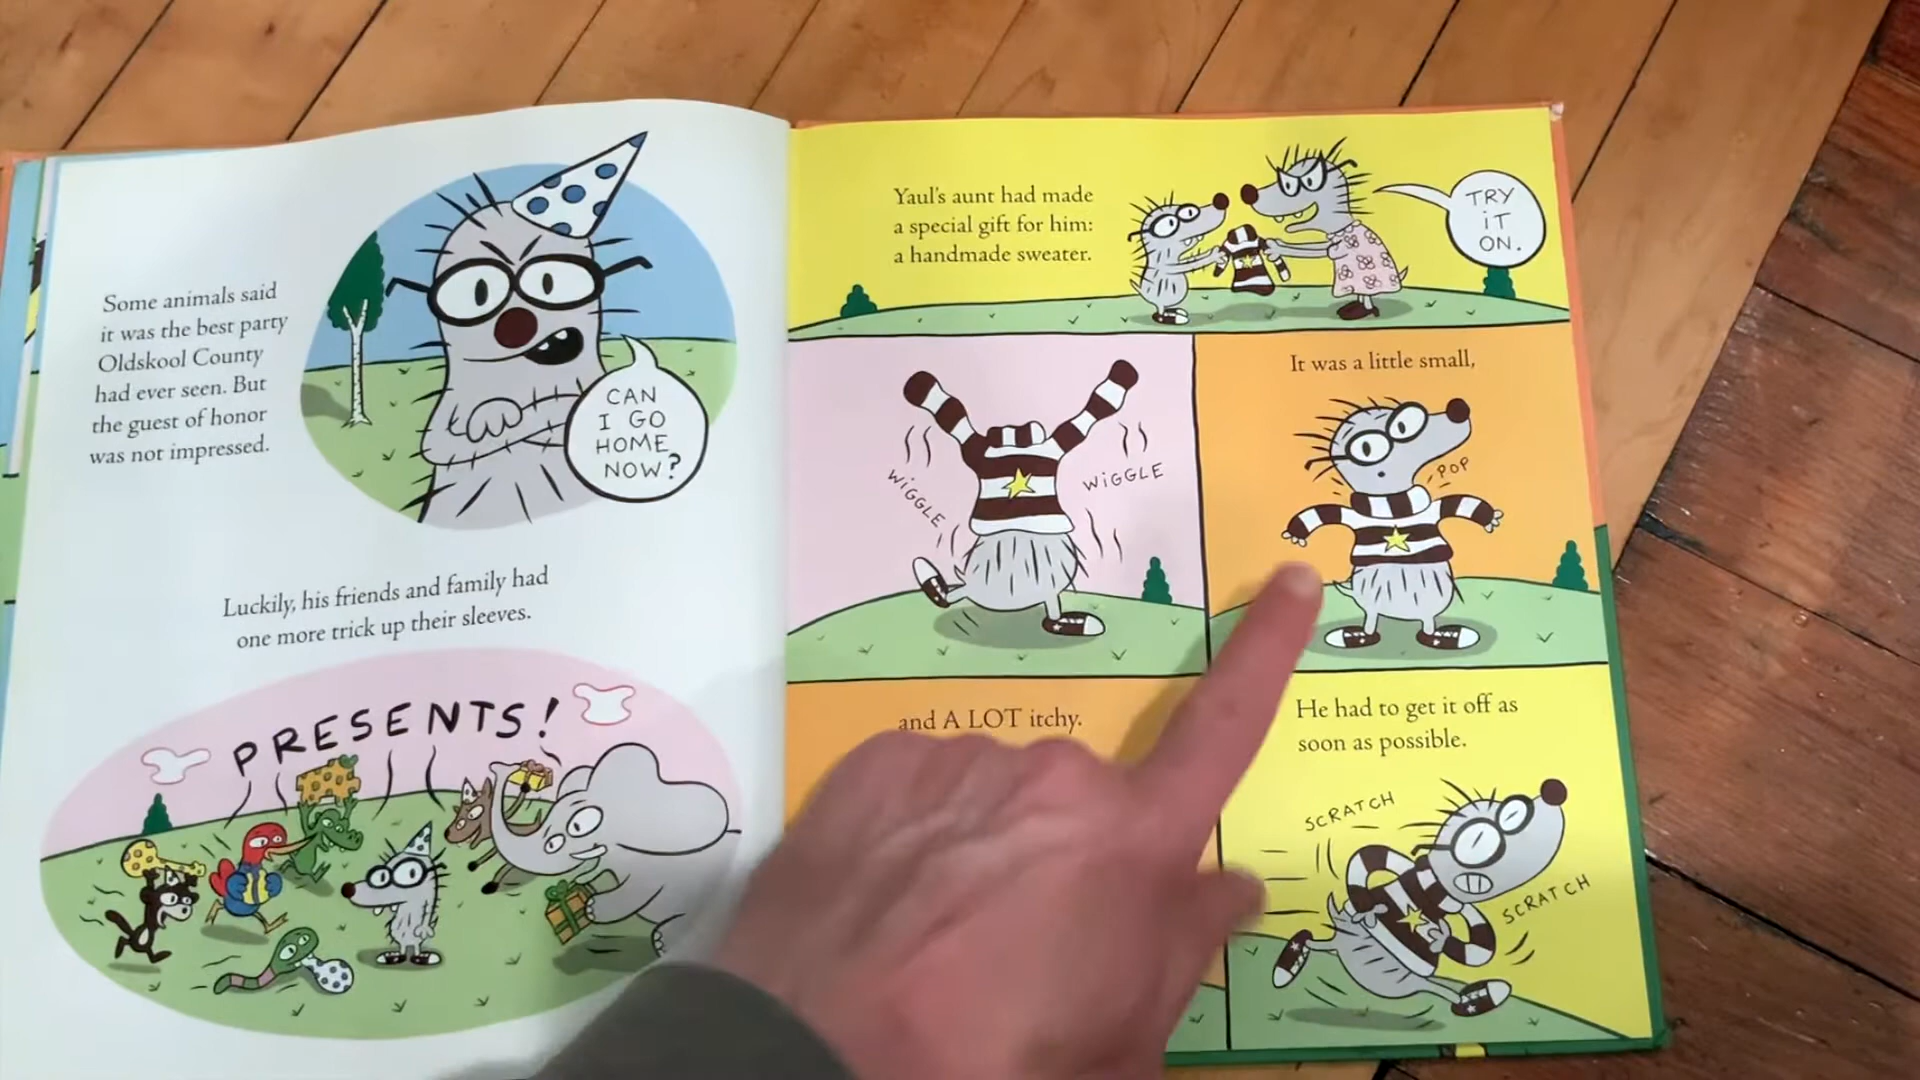 Some animals said
it was the best party
Oldskool County
had ever seen. But
the guest of honor
was not impressed.
CAN
I GO
HOME
NOW?
Luckily, his friends and family had
one more trick up their sleeves.
PRESENTS!
Yaul's aunt had made
a special gift for him:
a handmade sweater.
TRY
iT
ON.
WiGGLE
WiGGLE
It was a little small,
POP
and A LOT itchy.
He had to get it off as
soon as possible.
SCRATCH
SCRATCH